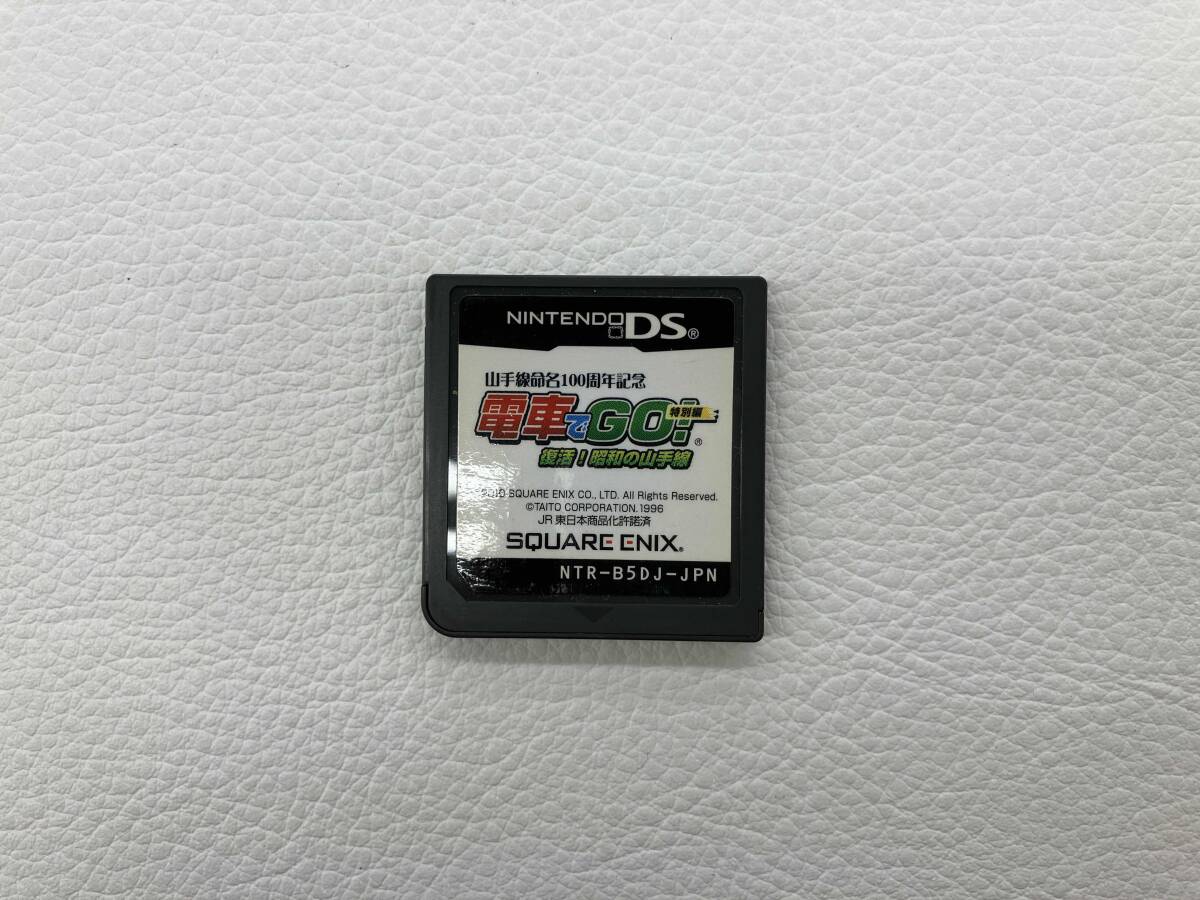 NINTENDO DS®
山手線命名100周年記念
電車でGO! 特別編®
復活!昭和の山手線
2010 SQUARE ENIX CO., LTD. All Rights Reserved.
©TAITO CORPORATION.1996
JR東日本商品化許諾済
SQUARE ENIX®
NTR-B5DJ-JPN